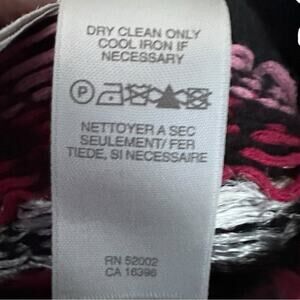 DRY CLEAN ONLY
COOL IRON IF
NECESSARY
P
NETTOYER A SEC
SEULEMENT/ FER
TIEDE, SI NECESSAIRE
RN 52002
CA 16396